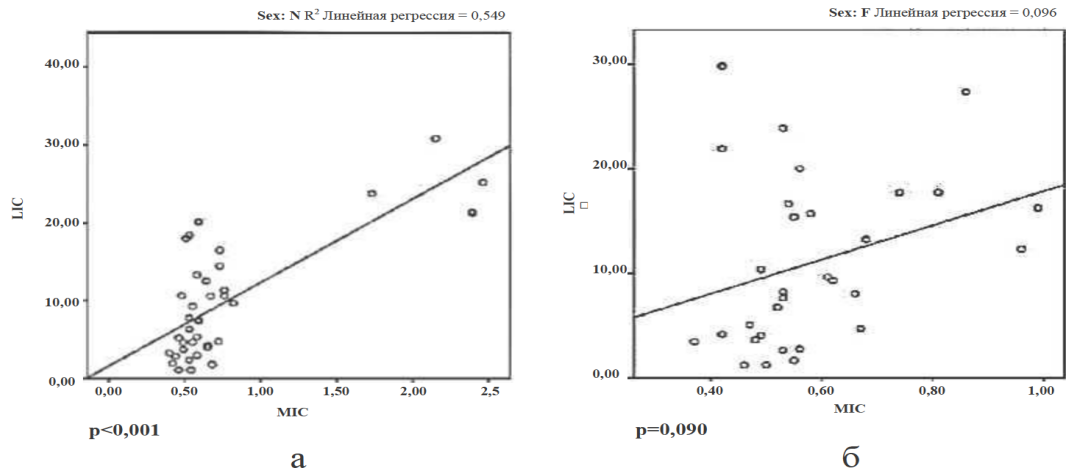 Sex: N R² Линейная регрессия = 0,549
40,00
30,00
20,00
10,00
0,00
LIC
0,00 0,50 1,00 1,50 2,00 2,5
MIC
p<0,001
а
Sex: F Линейная регрессия = 0,096
30,00
20,00
10,00
0,00
LIC
0,40 0,60 0,80 1,00
MIC
p=0,090
б